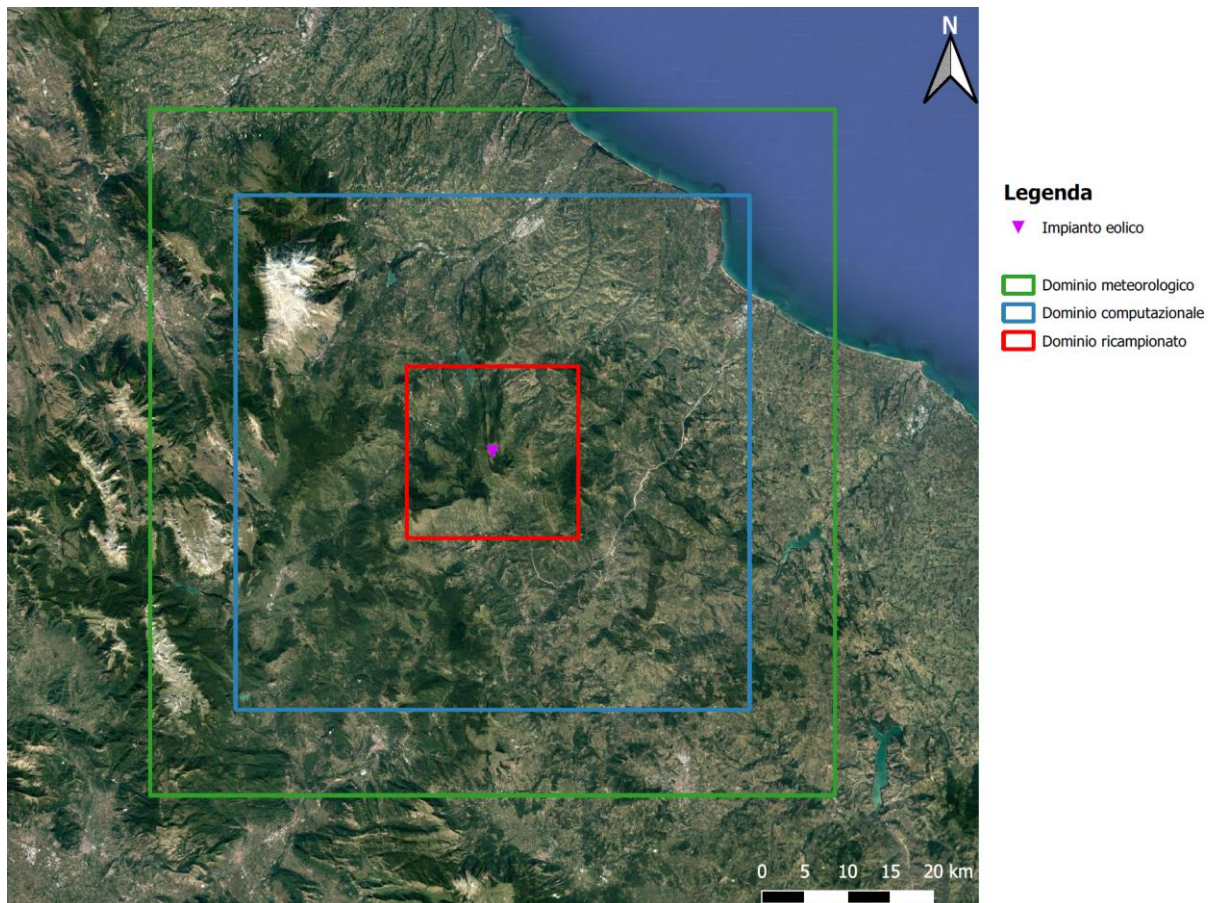 N
Legenda
Impianto eolico
Dominio meteorologico
Dominio computazionale
Dominio ricampionato
0 5 10 15 20 km